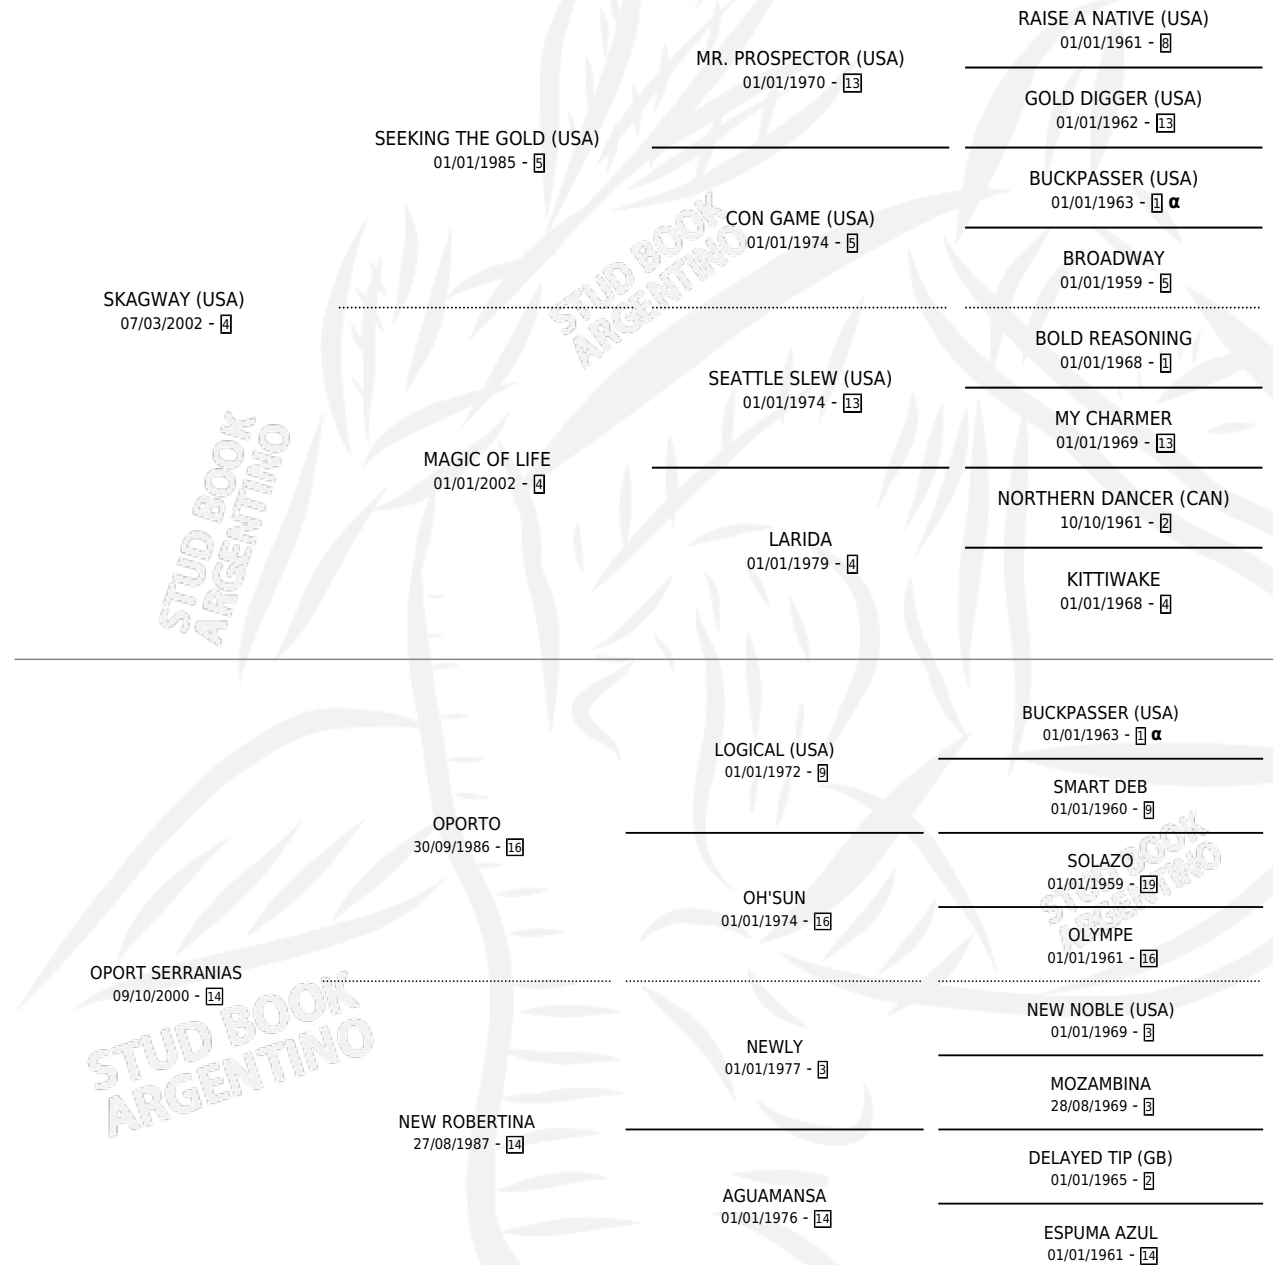 RAISE A NATIVE (USA)
01/01/1961 - 8
MR. PROSPECTOR (USA)
01/01/1970 - 13
GOLD DIGGER (USA)
01/01/1962 - 13
SEEKING THE GOLD (USA)
01/01/1985 - 5
BUCKPASSER (USA)
01/01/1963 - 1 α
CON GAME (USA)
01/01/1974 - 5
BROADWAY
01/01/1959 - 5
SKAGWAY (USA)
07/03/2002 - 4
BOLD REASONING
01/01/1968 - 1
SEATTLE SLEW (USA)
01/01/1974 - 13
MY CHARMER
01/01/1969 - 13
MAGIC OF LIFE
01/01/2002 - 4
NORTHERN DANCER (CAN)
10/10/1961 - 2
LARIDA
01/01/1979 - 4
KITTIWAKE
01/01/1968 - 4
BUCKPASSER (USA)
01/01/1963 - 1 α
LOGICAL (USA)
01/01/1972 - 9
SMART DEB
01/01/1960 - 9
OPORTO
30/09/1986 - 16
SOLAZO
01/01/1959 - 19
OH'SUN
01/01/1974 - 16
OLYMPE
01/01/1961 - 16
OPORT SERRANIAS
09/10/2000 - 14
NEW NOBLE (USA)
01/01/1969 - 3
NEWLY
01/01/1977 - 3
MOZAMBINA
28/08/1969 - 3
NEW ROBERTINA
27/08/1987 - 14
DELAYED TIP (GB)
01/01/1965 - 2
AGUAMANSA
01/01/1976 - 14
ESPUMA AZUL
01/01/1961 - 14
STUD BOOK
ARGENTINO
STUD BOOK
ARGENTINO
STUD BOOK
ARGENTINO
STUD BOOK
ARGENTINO